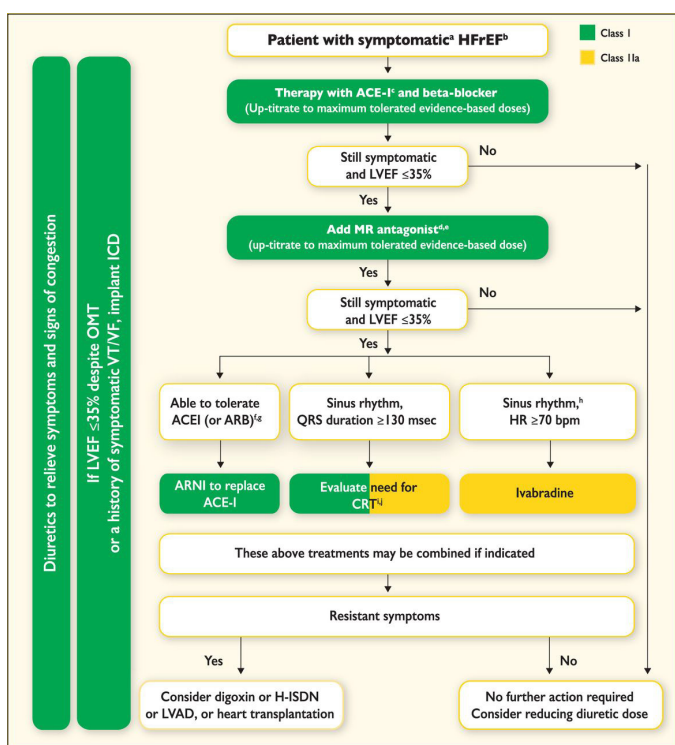 Patient with symptomaticᵃ HFrEFᵇ
Class I
Class IIa
Therapy with ACE-Iᶜ and beta-blocker
(Up-titrate to maximum tolerated evidence-based doses)
Still symptomatic
and LVEF ≤35%
No
Yes
Add MR antagonistᵈ,ᵉ
(up-titrate to maximum tolerated evidence-based dose)
Yes
Still symptomatic
and LVEF ≤35%
No
Yes
Able to tolerate
ACEI (or ARB)ᶠ,ᵍ
Sinus rhythm,
QRS duration ≥130 msec
Sinus rhythm,ʰ
HR ≥70 bpm
ARNI to replace
ACE-I
Evaluate need for
CRTⁱ,ʲ
Ivabradine
These above treatments may be combined if indicated
Resistant symptoms
Yes
No
Consider digoxin or H-ISDN
or LVAD, or heart transplantation
No further action required
Consider reducing diuretic dose
Diuretics to relieve symptoms and signs of congestion
If LVEF ≤35% despite OMT
or a history of symptomatic VT/VF, implant ICD